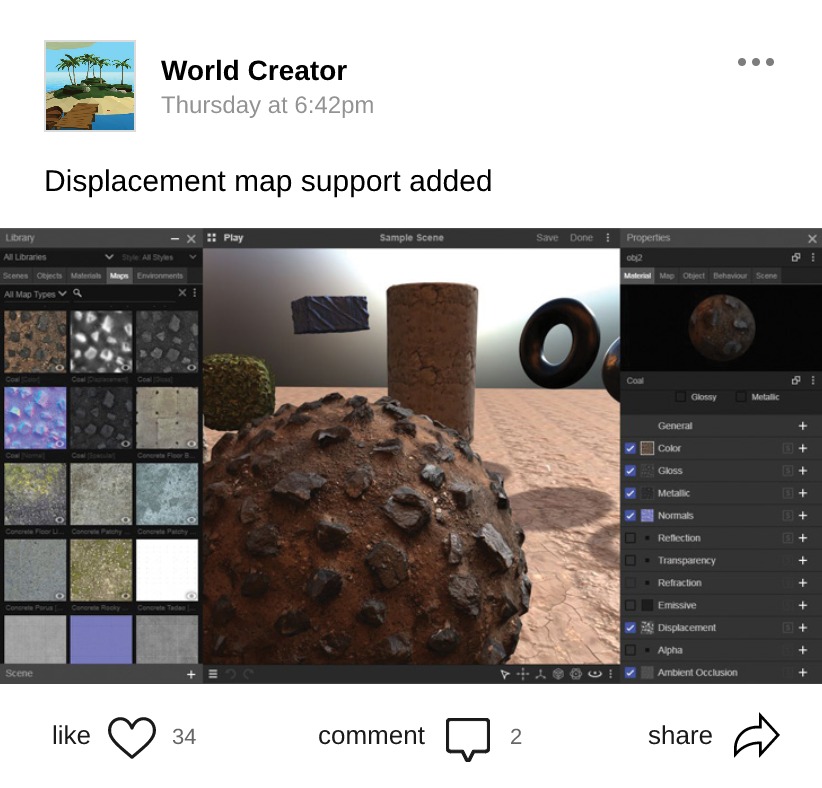 World Creator
Thursday at 6:42pm
Displacement map support added
Library
Play
Sample Scene
Save
Done
Properties
All Libraries
Style: All Styles
obj2
Scenes
Objects
Materials
Maps
Environments
Material
Map
Object
Behaviour
Scene
All Map Types
Coal [Color]
Coal [Displacement]
Coal [Gloss]
Coal
Glossy
Metallic
Coal [Normal]
Coal [Specular]
Concrete Floor B...
General
Color
Gloss
Metallic
Normals
Concrete Floor Li...
Concrete Patchy ...
Concrete Patchy ...
Reflection
Transparency
Refraction
Emissive
Concrete Porus [...
Concrete Rocky ...
Concrete Tadao [...
Displacement
Alpha
Scene
Ambient Occlusion
like
34
comment
2
share